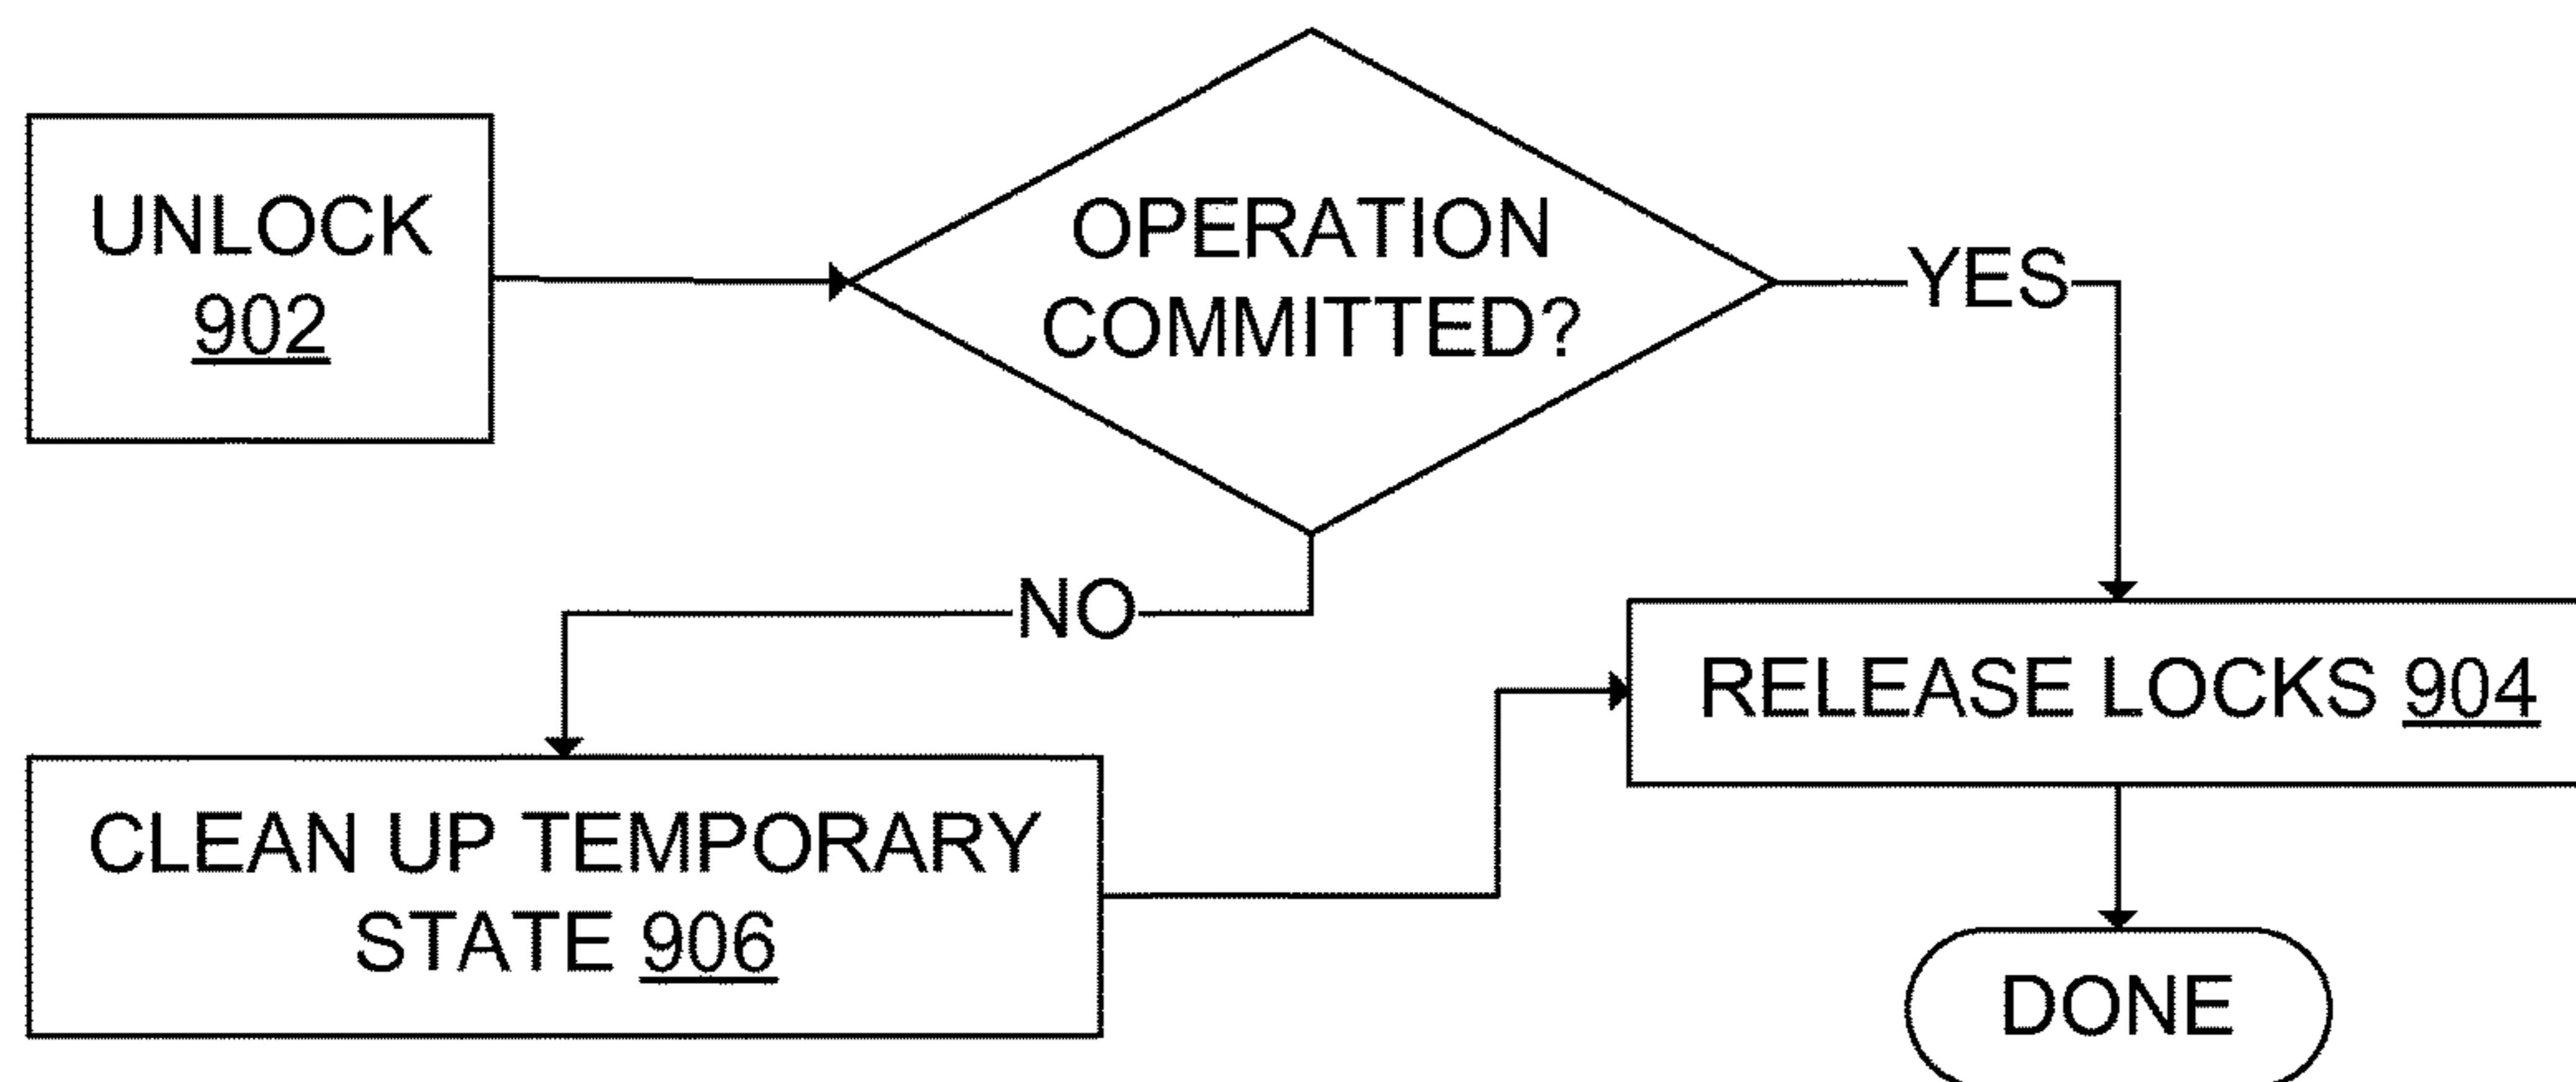 UNLOCK
902
OPERATION
COMMITTED?
YES
NO
RELEASE LOCKS 904
CLEAN UP TEMPORARY
STATE 906
DONE